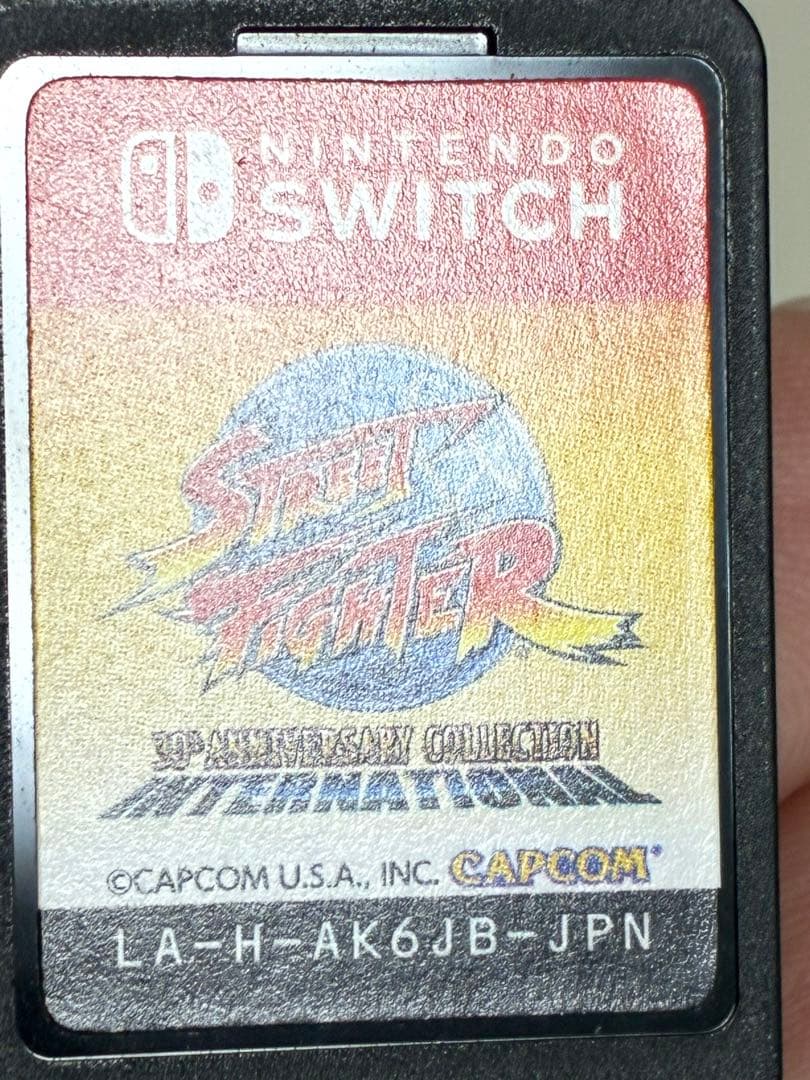 NINTENDO
SWITCH
STREET
FIGHTER
30th ANNIVERSARY COLLECTION
INTERNATIONAL
©CAPCOM U.S.A., INC. CAPCOM®
LA-H-AK6JB-JPN